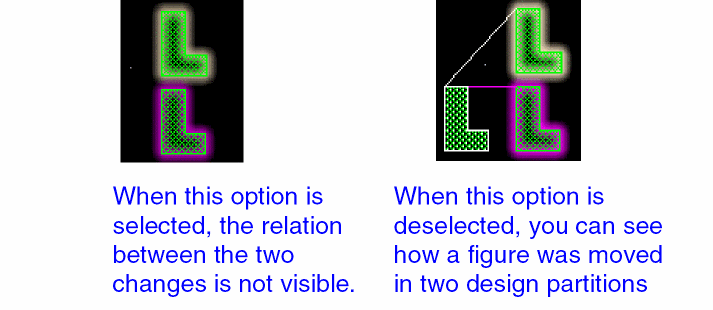 When this option is
selected, the relation
between the two
changes is not visible.
When this option is
deselected, you can see
how a figure was moved
in two design partitions